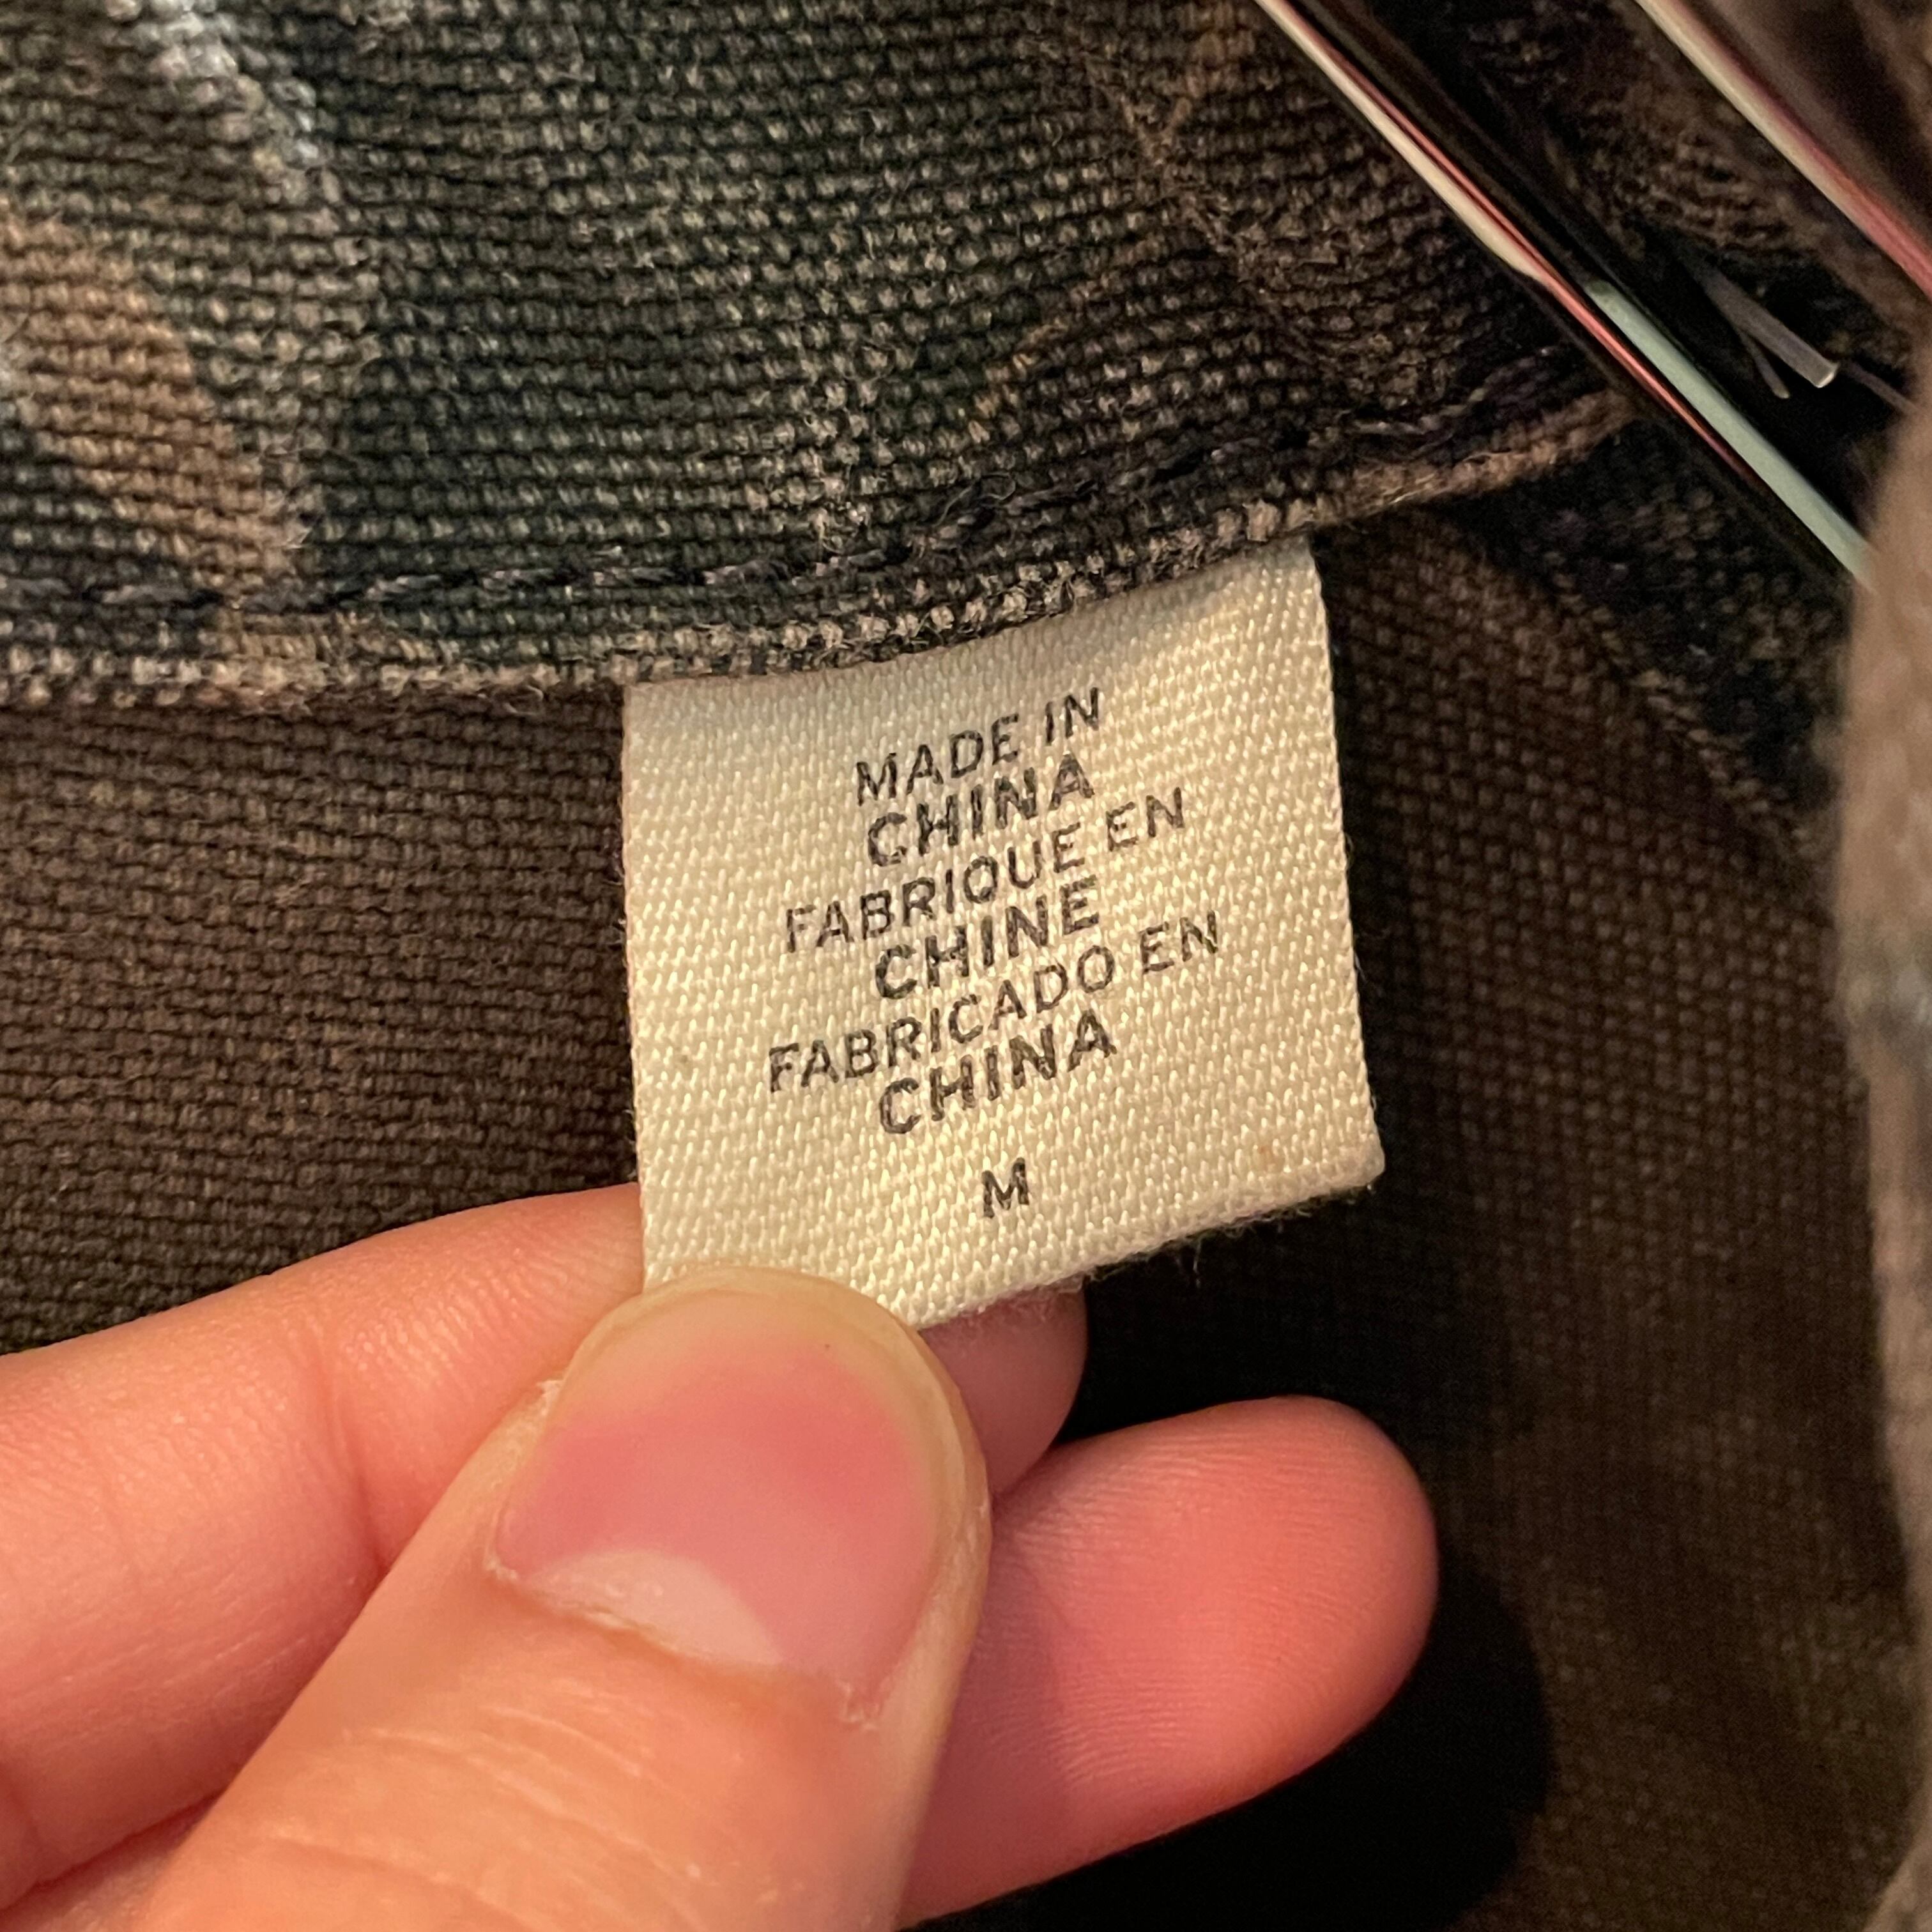 MADE IN
CHINA
FABRIQUE EN
CHINE
FABRICADO EN
CHINA
M